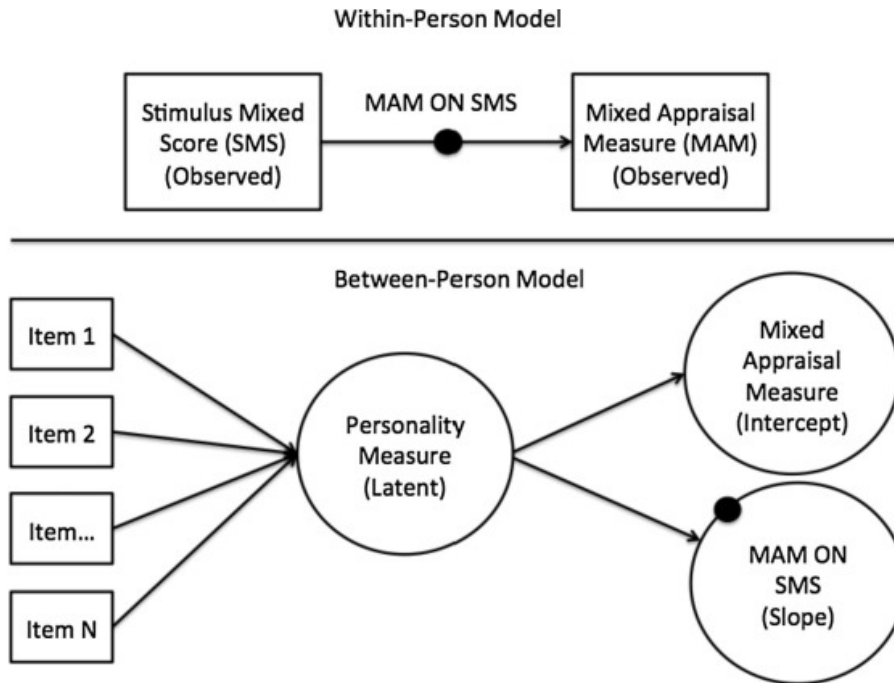 Within-Person Model
Stimulus Mixed
Score (SMS)
(Observed)
MAM ON SMS
Mixed Appraisal
Measure (MAM)
(Observed)
Between-Person Model
Item 1
Item 2
Item...
Item N
Personality
Measure
(Latent)
Mixed
Appraisal
Measure
(Intercept)
MAM ON
SMS
(Slope)